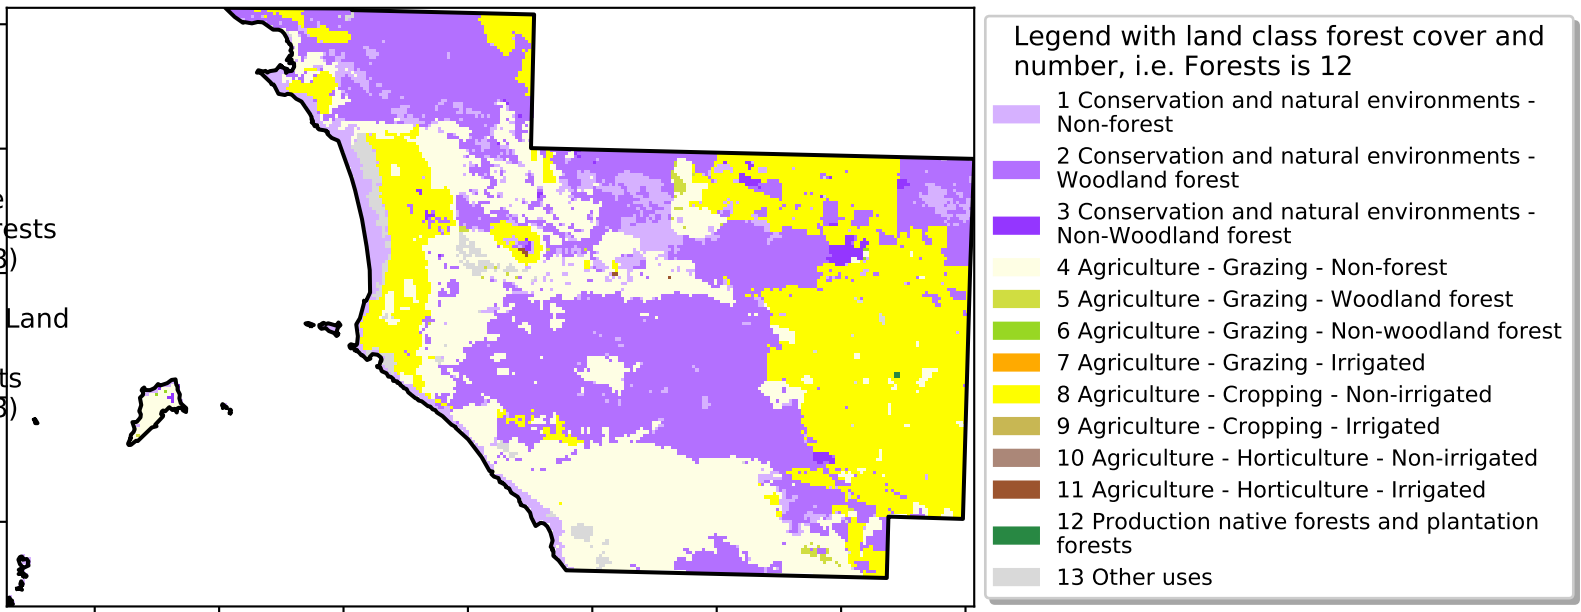 e
rests
3)
Land
ts
3)
Legend with land class forest cover and
number, i.e. Forests is 12
1 Conservation and natural environments -
Non-forest
2 Conservation and natural environments -
Woodland forest
3 Conservation and natural environments -
Non-Woodland forest
4 Agriculture - Grazing - Non-forest
5 Agriculture - Grazing - Woodland forest
6 Agriculture - Grazing - Non-woodland forest
7 Agriculture - Grazing - Irrigated
8 Agriculture - Cropping - Non-irrigated
9 Agriculture - Cropping - Irrigated
10 Agriculture - Horticulture - Non-irrigated
11 Agriculture - Horticulture - Irrigated
12 Production native forests and plantation
forests
13 Other uses